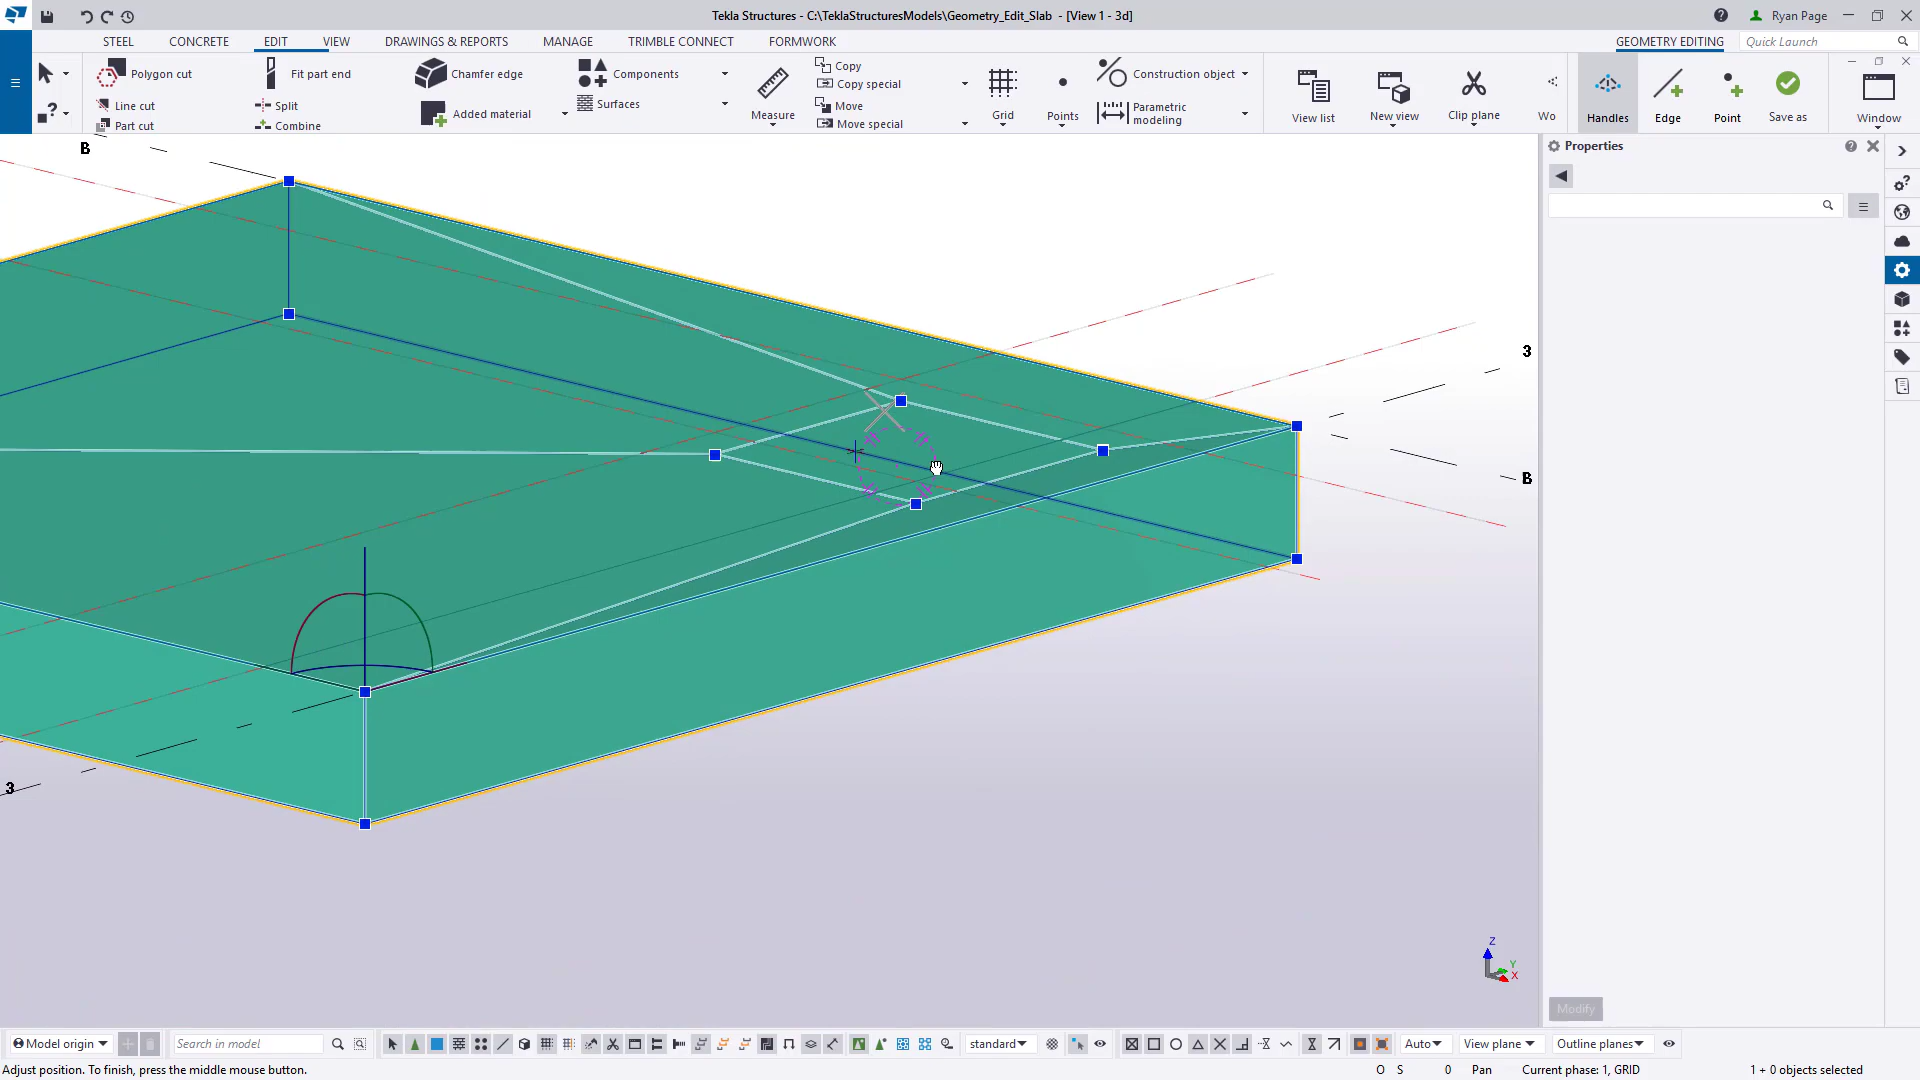 Tekla Structures - C:\TeklaStructuresModels\Geometry_Edit_Slab - [View 1 - 3d]
Ryan Page
STEEL CONCRETE EDIT VIEW DRAWINGS & REPORTS MANAGE TRIMBLE CONNECT FORMWORK GEOMETRY EDITING Quick Launch
Polygon cut
Line cut
Part cut
Fit part end
Split
Combine
Chamfer edge
Added material
Components
Surfaces
Measure
Copy
Copy special
Move
Move special
Grid
Points
Construction object
Parametric
modeling
View list
New view
Clip plane
Wo
Handles
Edge
Point
Save as
Window
Properties
B
3
B
3
Z
Y
X
Modify
Model origin
Search in model
standard
Auto
View plane
Outline planes
Adjust position. To finish, press the middle mouse button.
O S 0 Pan Current phase: 1, GRID 1 + 0 objects selected